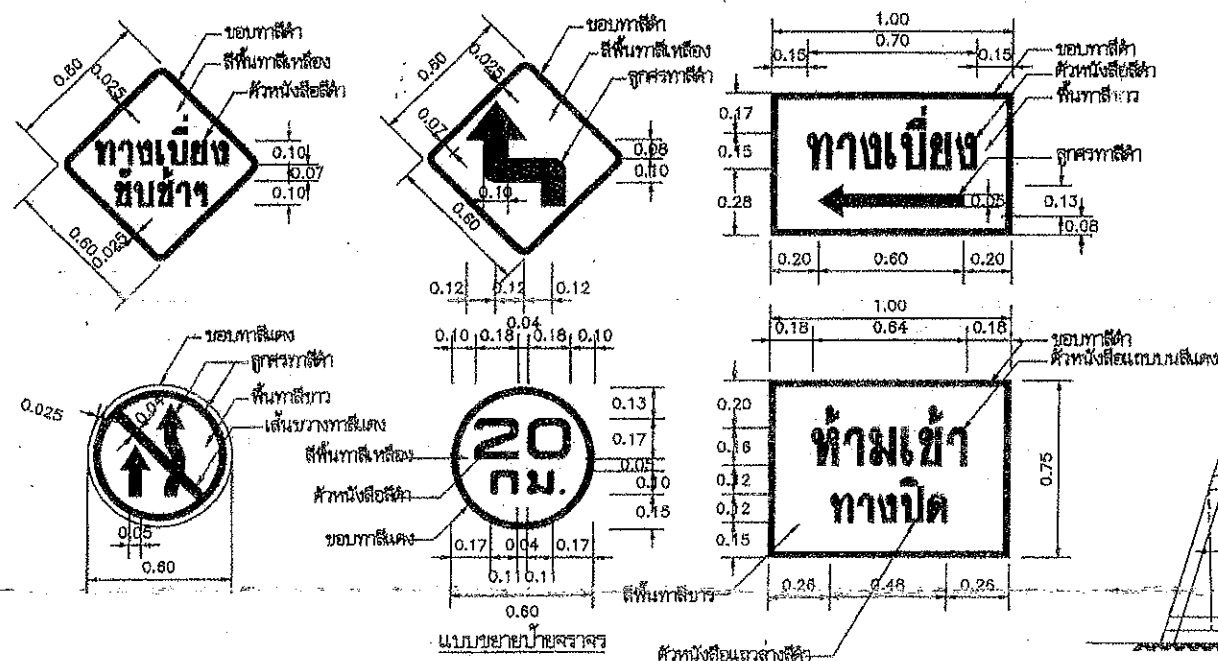 ขอบทาสีดำ
สีพื้นทาสีเหลือง
ตัวหนังสือสีดำ
0.60
0.025
ทางเบี่ยง
ขับช้าๆ
0.10
0.07
0.10
0.60
0.025
ขอบทาสีดำ
สีพื้นทาสีเหลือง
ลูกศรทาสีดำ
0.60
0.025
0.07
0.08
0.10
0.10
0.60
0.12
0.12
0.12
1.00
0.70
0.15
0.15
ขอบทาสีดำ
ตัวหนังสือสีดำ
พื้นทาสีขาว
0.17
0.15
0.28
ทางเบี่ยง
ลูกศรทาสีดำ
0.05
0.13
0.08
0.20
0.60
0.20
ขอบทาสีแดง
ลูกศรทาสีดำ
พื้นทาสีขาว
เส้นขวางทาสีแดง
0.025
0.04
0.05
0.60
0.04
0.10
0.18
0.18
0.10
20
กม.
0.13
0.17
0.05
0.10
0.15
สีพื้นทาสีเหลือง
ตัวหนังสือสีดำ
ขอบทาสีแดง
0.17
0.04
0.17
0.11
0.11
0.60
แบบขยายป้ายจราจร
1.00
0.18
0.64
0.18
ขอบทาสีดำ
ตัวหนังสือแถบบนสีแดง
0.20
0.16
0.12
0.12
0.15
ห้ามเข้า
ทางปิด
0.75
0.26
0.48
0.26
สีพื้นทาสีขาว
ตัวหนังสือแถวล่างสีดำ